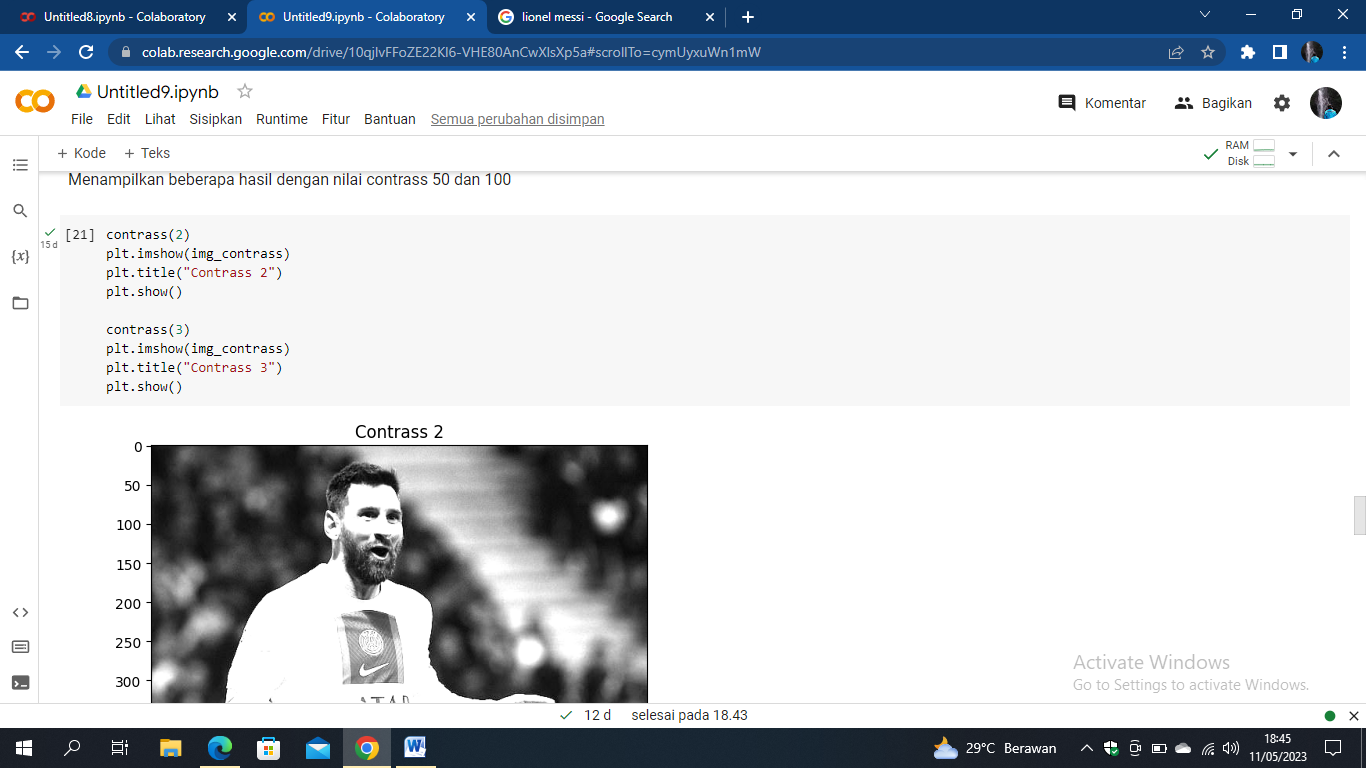 Untitled8.ipynb - Colaboratory
Untitled9.ipynb - Colaboratory
lionel messi - Google Search
colab.research.google.com/drive/10qjlvFFoZE22Kl6-VHE80AnCwXlsXp5a#scrollTo=cymUyxuWn1mW
Untitled9.ipynb
File Edit Lihat Sisipkan Runtime Fitur Bantuan Semua perubahan disimpan
Komentar
Bagikan
+ Kode + Teks
RAM
Disk
Menampilkan beberapa hasil dengan nilai contrass 50 dan 100
15 d
[21] contrass(2)
plt.imshow(img_contrass)
plt.title("Contrass 2")
plt.show()
contrass(3)
plt.imshow(img_contrass)
plt.title("Contrass 3")
plt.show()
{x}
Contrass 2
0
50
100
150
200
250
300
Activate Windows
Go to Settings to activate Windows.
12 d selesai pada 18.43
29°C Berawan
18:45
11/05/2023